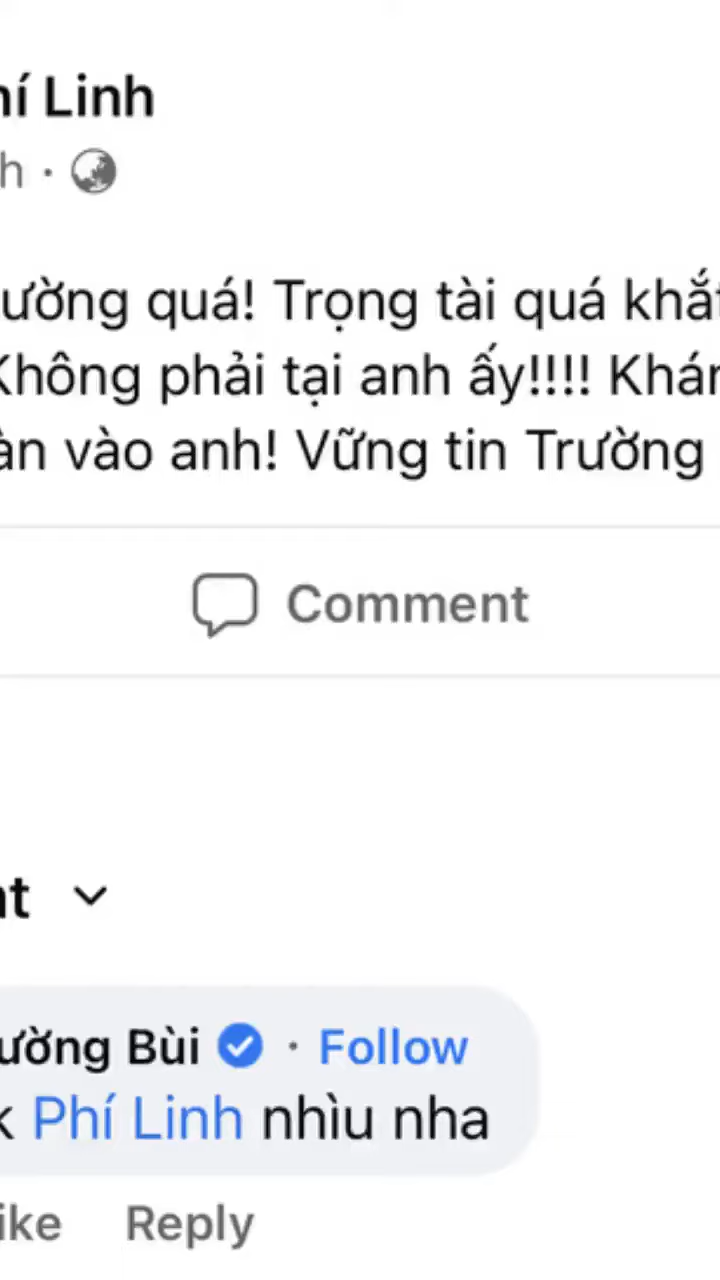 hí Linh
h ·
ường quá! Trọng tài quá khắt
Không phải tại anh ấy!!!! Khán
àn vào anh! Vững tin Trường
Comment
nt
ường Bùi · Follow
k Phí Linh nhìu nha
ike Reply